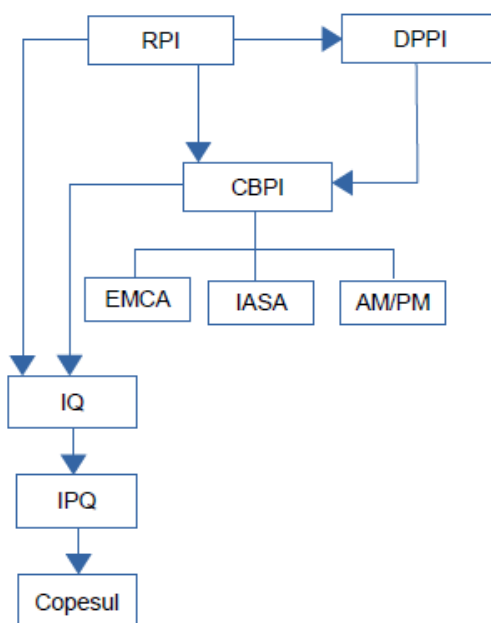 RPI
DPPI
CBPI
EMCA
IASA
AM/PM
IQ
IPQ
Copesul